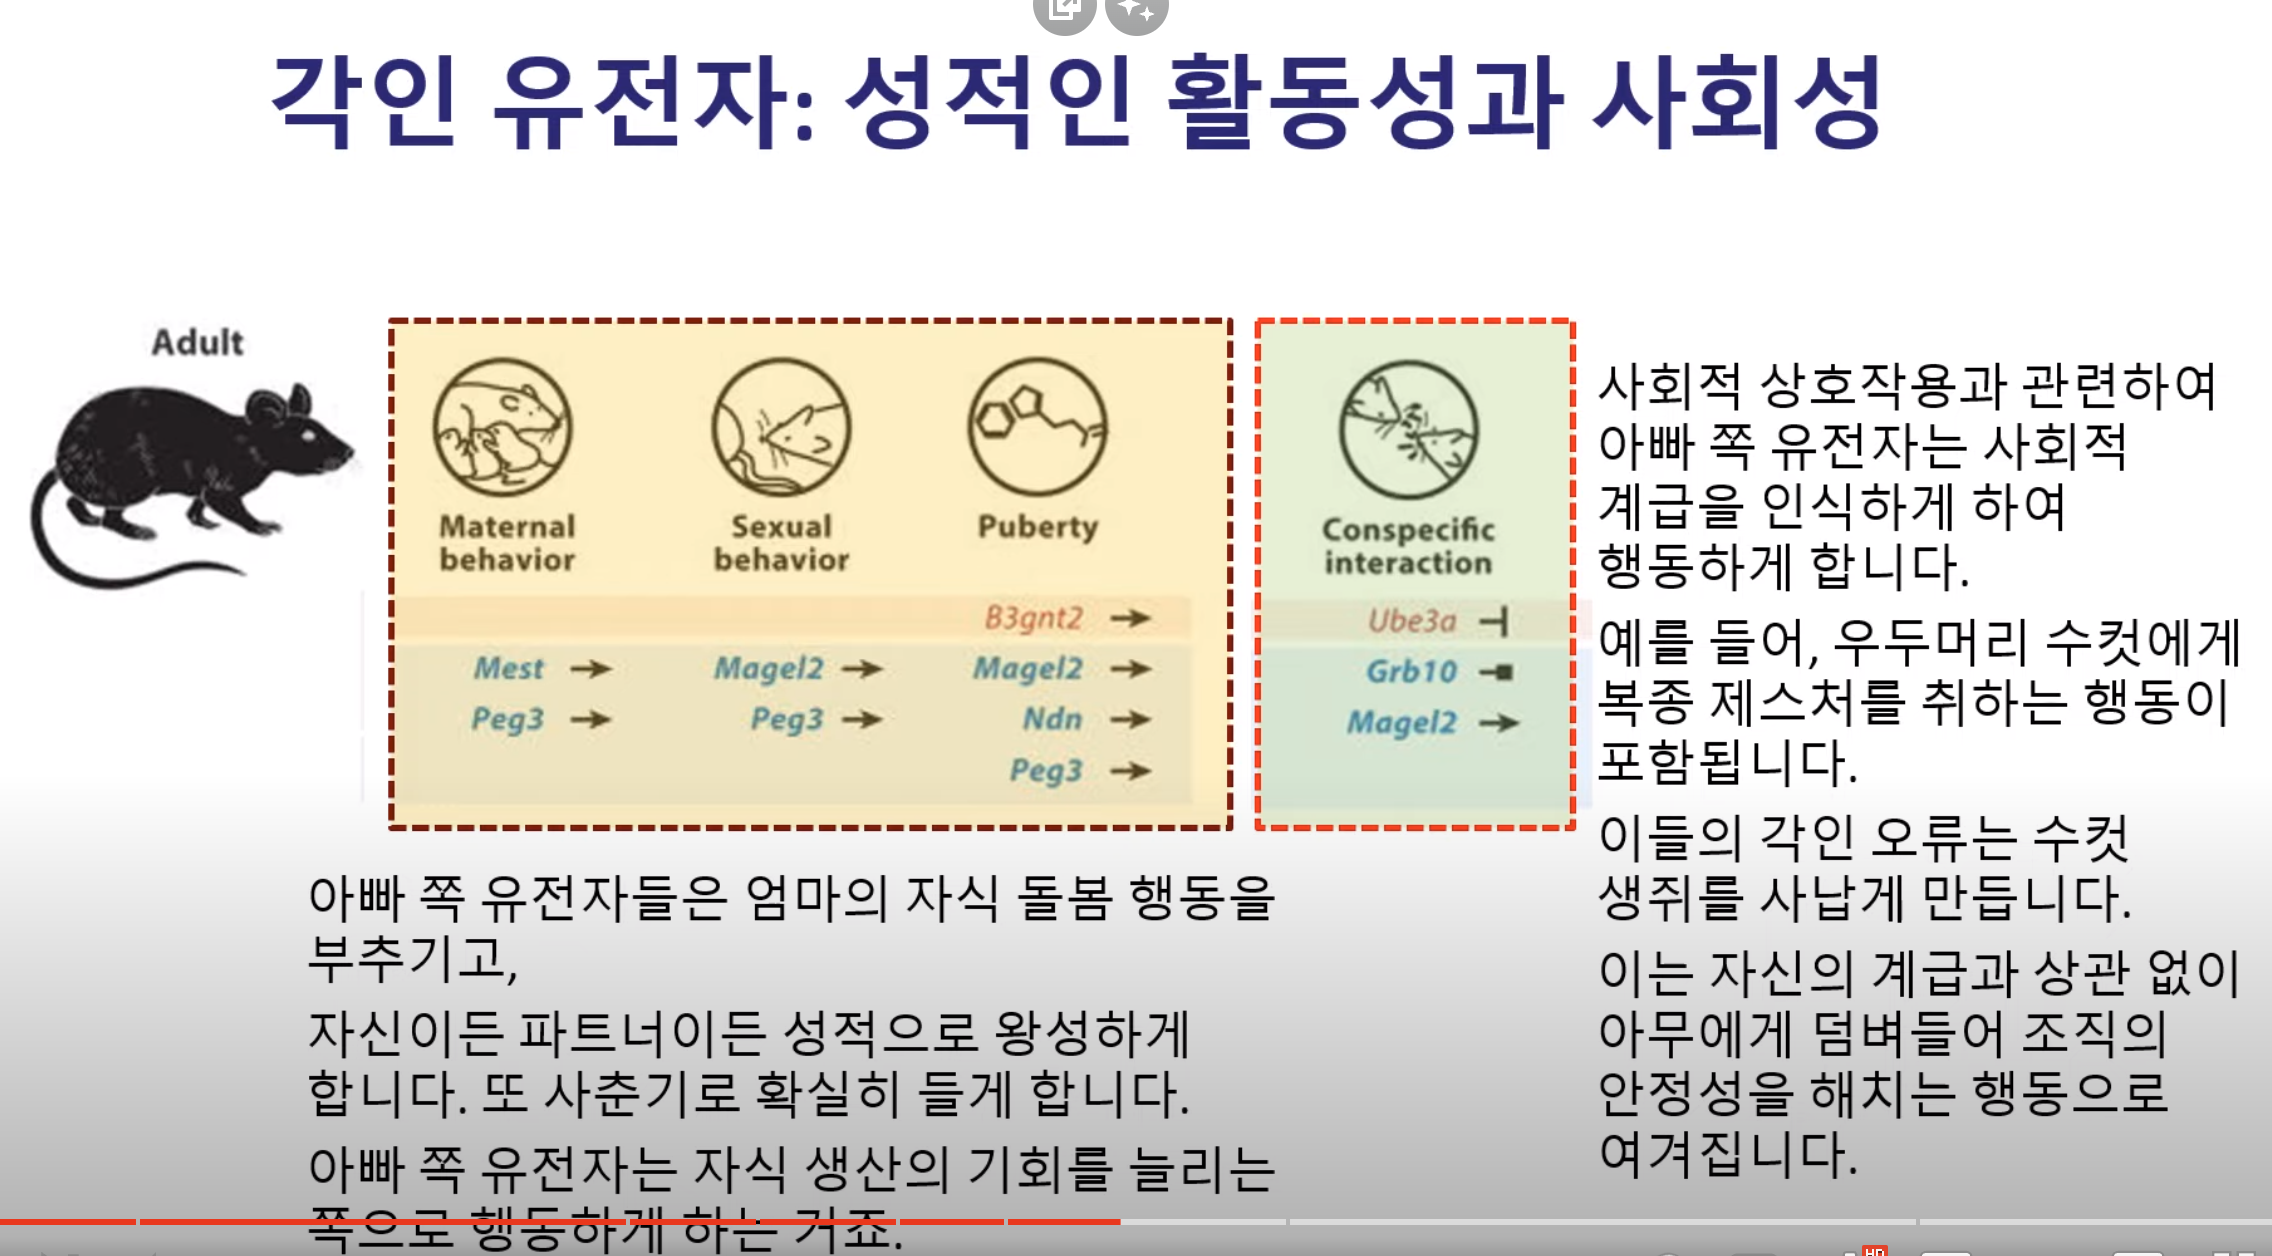 각인 유전자: 성적인 활동성과 사회성
Adult
Maternal
behavior
Sexual
behavior
Puberty
Conspecific
interaction
B3gnt2
Ube3a
Mest
Magel2
Magel2
Grb10
Peg3
Peg3
Ndn
Magel2
Peg3
사회적 상호작용과 관련하여
아빠 쪽 유전자는 사회적
계급을 인식하게 하여
행동하게 합니다.
예를 들어, 우두머리 수컷에게
복종 제스처를 취하는 행동이
포함됩니다.
이들의 각인 오류는 수컷
생쥐를 사납게 만듭니다.
이는 자신의 계급과 상관 없이
아무에게 덤벼들어 조직의
안정성을 해치는 행동으로
여겨집니다.
아빠 쪽 유전자들은 엄마의 자식 돌봄 행동을
부추기고,
자신이든 파트너이든 성적으로 왕성하게
합니다. 또 사춘기로 확실히 들게 합니다.
아빠 쪽 유전자는 자식 생산의 기회를 늘리는
쪽으로 행동하게 하는 거죠.
HD